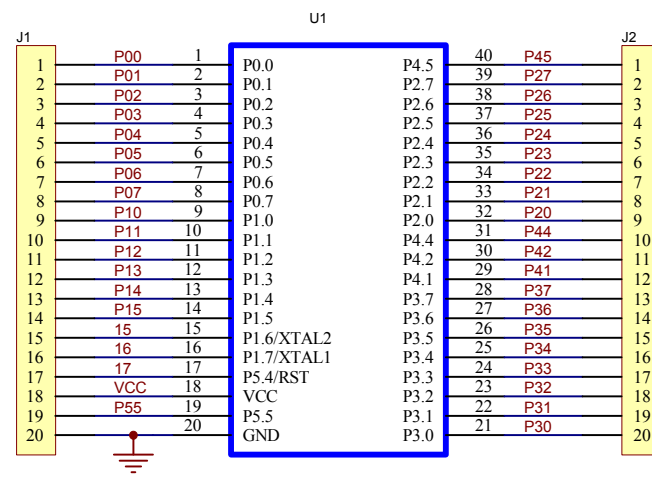 U1
J1 J2
1 P00 1 P0.0 P4.5 40 P45 1
2 P01 2 P0.1 P2.7 39 P27 2
3 P02 3 P0.2 P2.6 38 P26 3
4 P03 4 P0.3 P2.5 37 P25 4
5 P04 5 P0.4 P2.4 36 P24 5
6 P05 6 P0.5 P2.3 35 P23 6
7 P06 7 P0.6 P2.2 34 P22 7
8 P07 8 P0.7 P2.1 33 P21 8
9 P10 9 P1.0 P2.0 32 P20 9
10 P11 10 P1.1 P4.4 31 P44 10
11 P12 11 P1.2 P4.2 30 P42 11
12 P13 12 P1.3 P4.1 29 P41 12
13 P14 13 P1.4 P3.7 28 P37 13
14 P15 14 P1.5 P3.6 27 P36 14
15 15 15 P1.6/XTAL2 P3.5 26 P35 15
16 16 16 P1.7/XTAL1 P3.4 25 P34 16
17 17 17 P5.4/RST P3.3 24 P33 17
18 VCC 18 VCC P3.2 23 P32 18
19 P55 19 P5.5 P3.1 22 P31 19
20 20 GND P3.0 21 P30 20